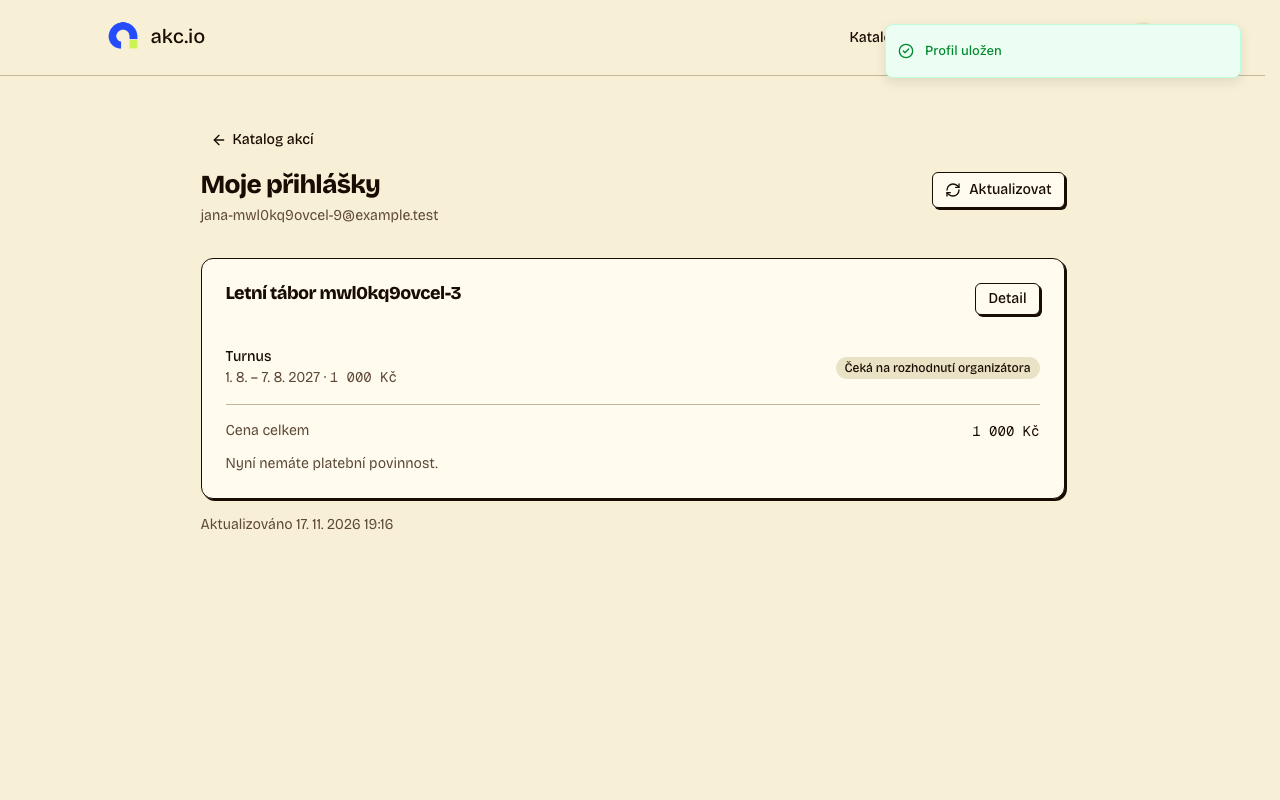 akc.io
Profil uložen
Katalog akcí
Moje přihlášky
Aktualizovat
jana-mwl0kq9ovcel-9@example.test
Letní tábor mwl0kq9ovcel-3
Detail
Turnus
1. 8. – 7. 8. 2027 · 1 000 Kč
Čeká na rozhodnutí organizátora
Cena celkem
1 000 Kč
Nyní nemáte platební povinnost.
Aktualizováno 17. 11. 2026 19:16